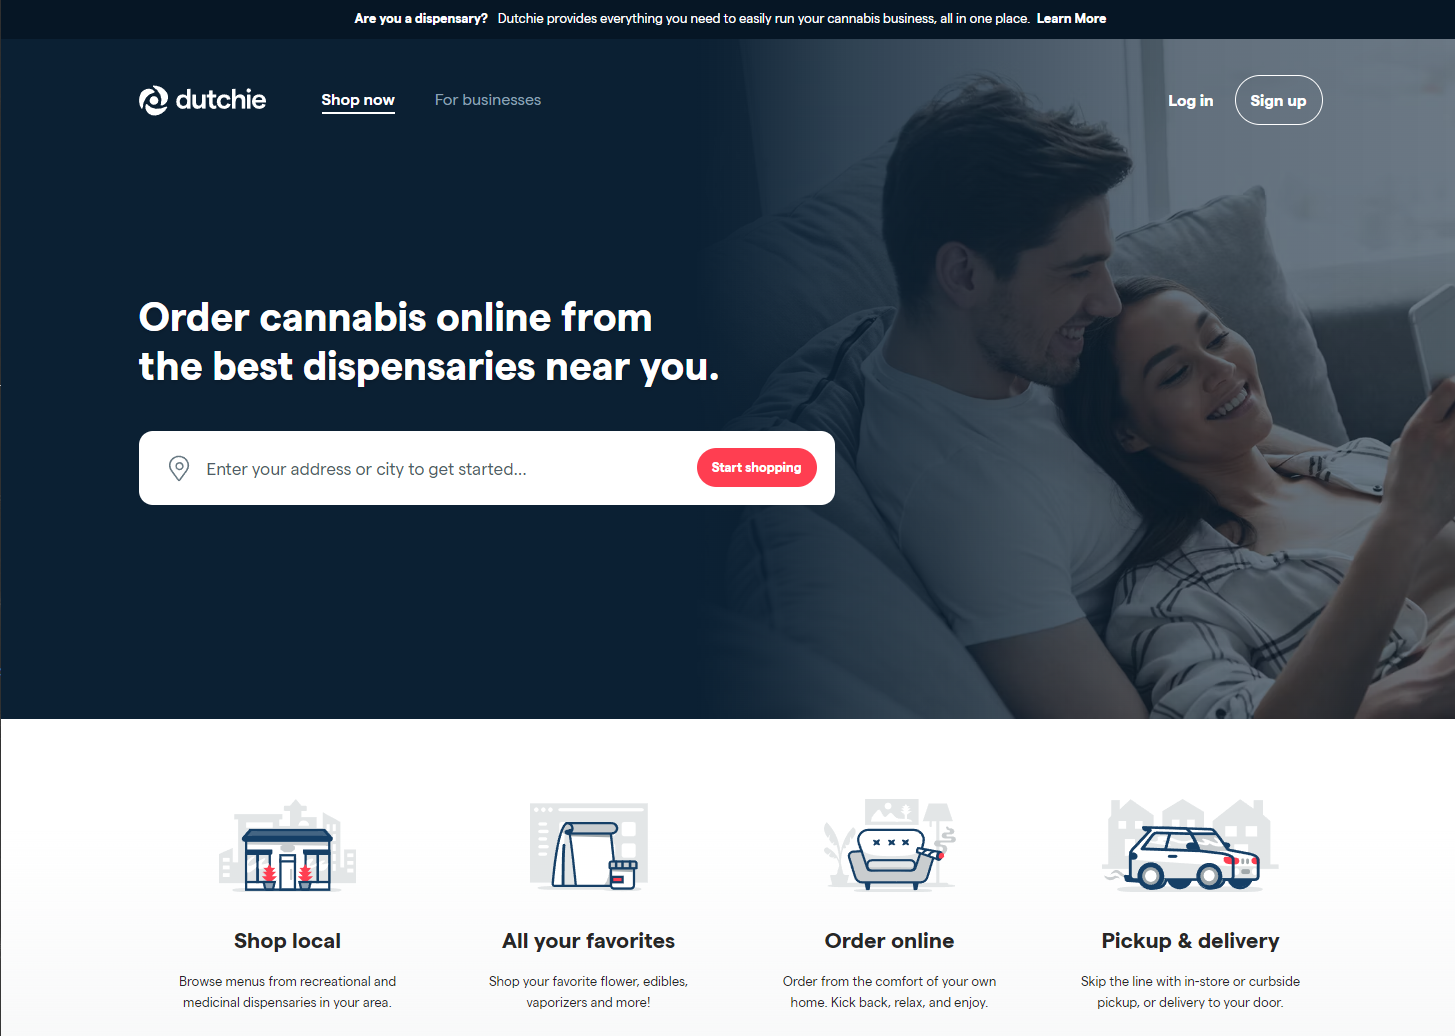 Are you a dispensary? Dutchie provides everything you need to easily run your cannabis business, all in one place. Learn More
dutchie Shop now For businesses Log in Sign up
Order cannabis online from
the best dispensaries near you.
Enter your address or city to get started... Start shopping
Shop local
Browse menus from recreational and
medicinal dispensaries in your area.
All your favorites
Shop your favorite flower, edibles,
vaporizers and more!
Order online
Order from the comfort of your own
home. Kick back, relax, and enjoy.
Pickup & delivery
Skip the line with in-store or curbside
pickup, or delivery to your door.